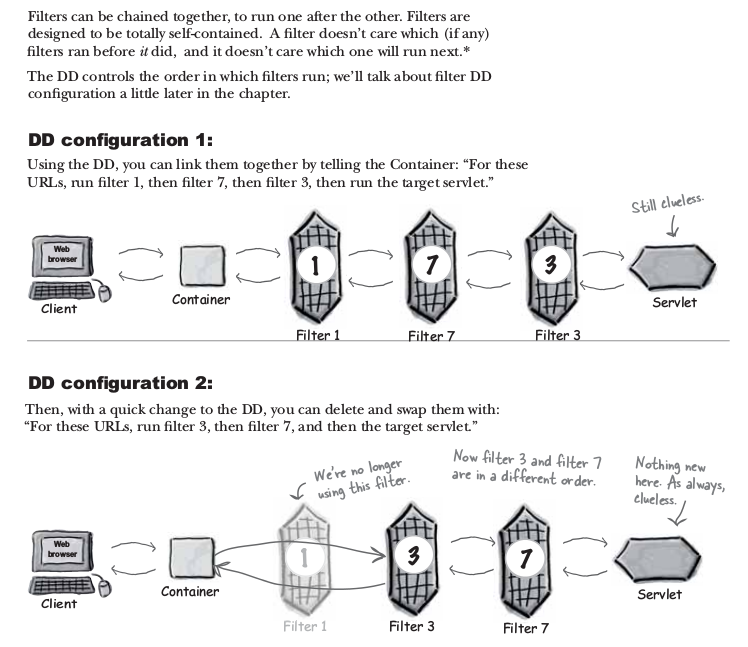 Filters can be chained together, to run one after the other. Filters are
designed to be totally self-contained. A filter doesn't care which (if any)
filters ran before it did, and it doesn't care which one will run next.*
The DD controls the order in which filters run; we'll talk about filter DD
configuration a little later in the chapter.
DD configuration 1:
Using the DD, you can link them together by telling the Container: “For these
URLs, run filter 1, then filter 7, then filter 3, then run the target servlet.”
Still clueless.
Web
browser
1
7
3
Client
Container
Servlet
Filter 1
Filter 7
Filter 3
DD configuration 2:
Then, with a quick change to the DD, you can delete and swap them with:
“For these URLs, run filter 3, then filter 7, and then the target servlet.”
We're no longer
using this filter.
Now filter 3 and filter 7
are in a different order.
Nothing new
here. As always,
clueless.
Web
browser
1
3
7
Client
Container
Servlet
Filter 1
Filter 3
Filter 7